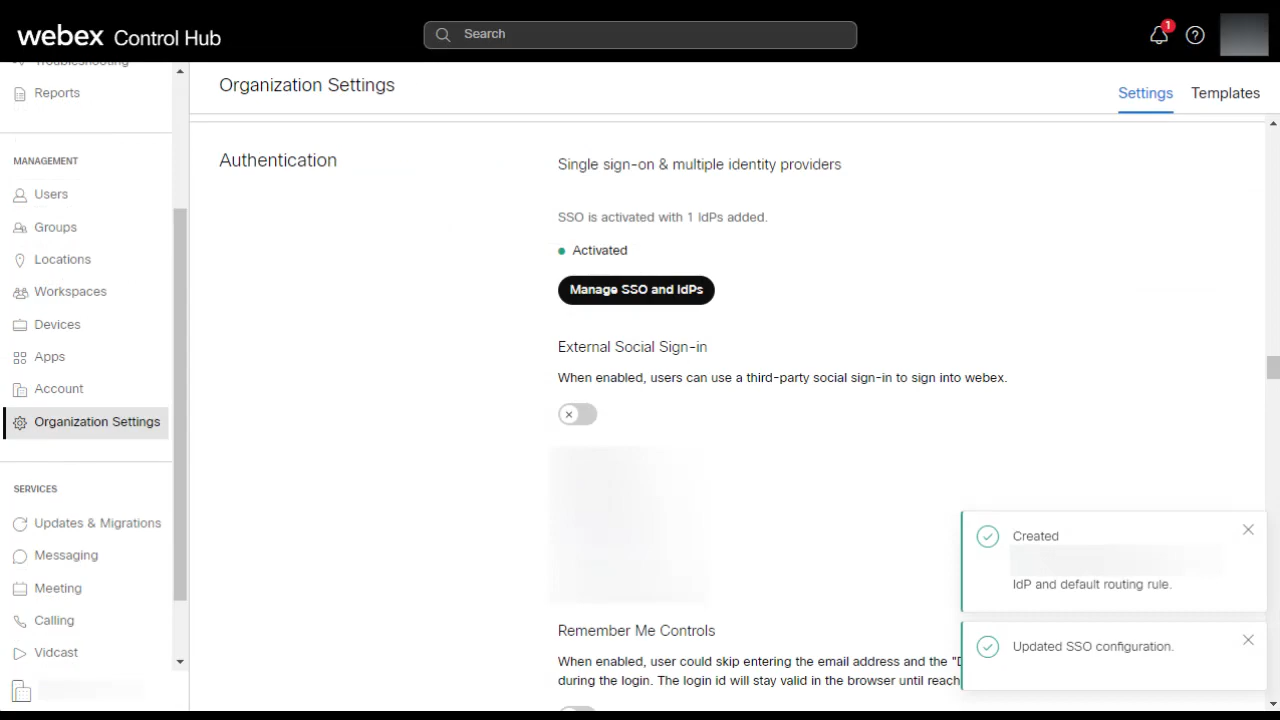 webex Control Hub
Search
1
Troubleshooting
Reports
MANAGEMENT
Users
Groups
Locations
Workspaces
Devices
Apps
Account
Organization Settings
SERVICES
Updates & Migrations
Messaging
Meeting
Calling
Vidcast
Organization Settings
Settings
Templates
Authentication
Single sign-on & multiple identity providers
SSO is activated with 1 IdPs added.
Activated
Manage SSO and IdPs
External Social Sign-in
When enabled, users can use a third-party social sign-in to sign into webex.
Remember Me Controls
When enabled, user could skip entering the email address and the "D
during the login. The login id will stay valid in the browser until reach
Created
IdP and default routing rule.
Updated SSO configuration.